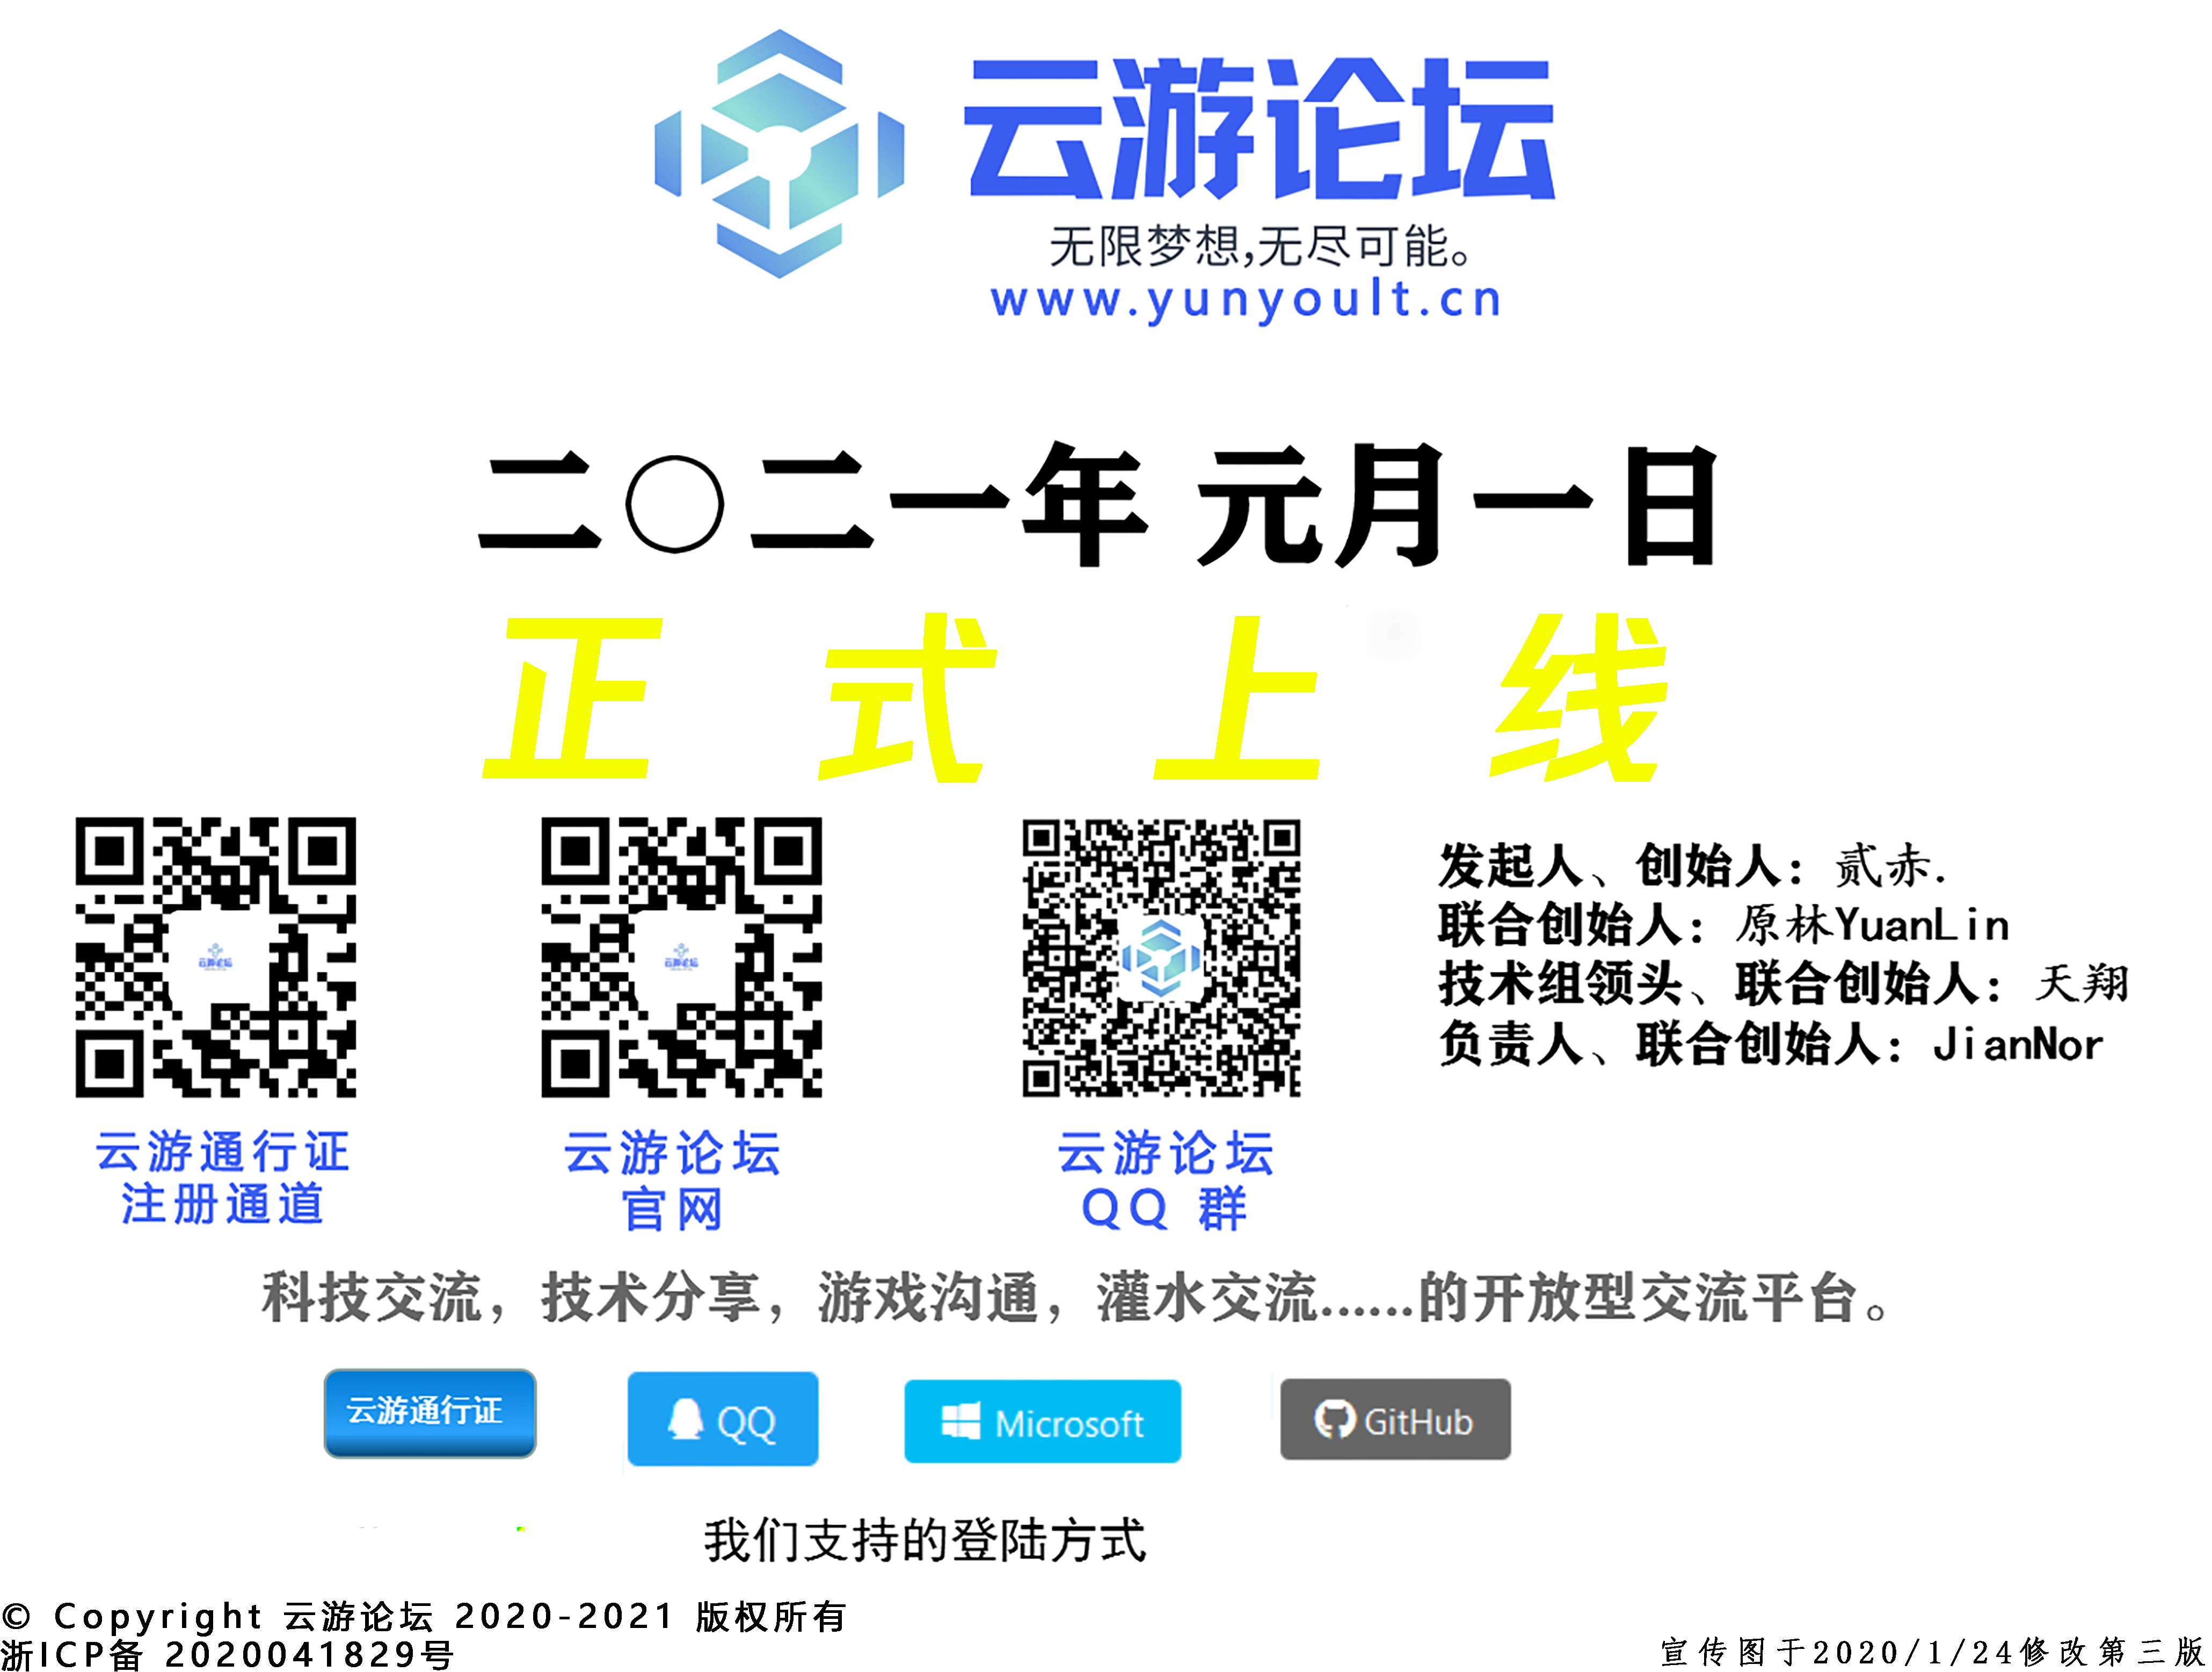 云游论坛
无限梦想,无尽可能。
www.yunyoult.cn
二〇二一年 元月一日
正式上线
发起人、创始人：贰赤.
联合创始人：原林YuanLin
技术组领头、联合创始人：天翔
负责人、联合创始人：JianNor
云游论坛
云游论坛
云游通行证
注册通道
云游论坛
官网
云游论坛
QQ 群
科技交流，技术分享，游戏沟通，灌水交流......的开放型交流平台。
云游通行证
QQ
Microsoft
GitHub
我们支持的登陆方式
© Copyright 云游论坛 2020-2021 版权所有
浙ICP备 2020041829号
宣传图于2020/1/24修改第三版